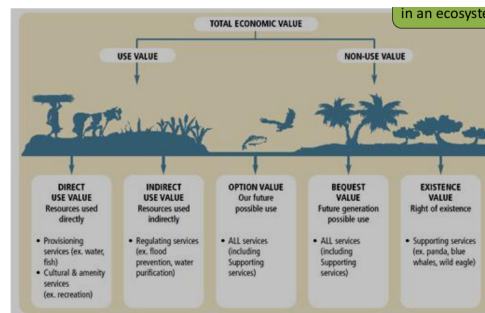 in an ecosyste
TOTAL ECONOMIC VALUE
USE VALUE
NON-USE VALUE
DIRECT
USE VALUE
Resources used
directly
• Provisioning
services (ex. water,
fish)
• Cultural & amenity
services
(ex. recreation)
INDIRECT
USE VALUE
Resources used
indirectly
• Regulating services
(ex. flood
prevention, water
purification)
OPTION VALUE
Our future
possible use
• ALL services
(including
Supporting
services)
BEQUEST
VALUE
Future generation
possible use
• ALL services
(including
Supporting
services)
EXISTENCE
VALUE
Right of existence
• Supporting services
(ex. panda, blue
whales, wild eagle)